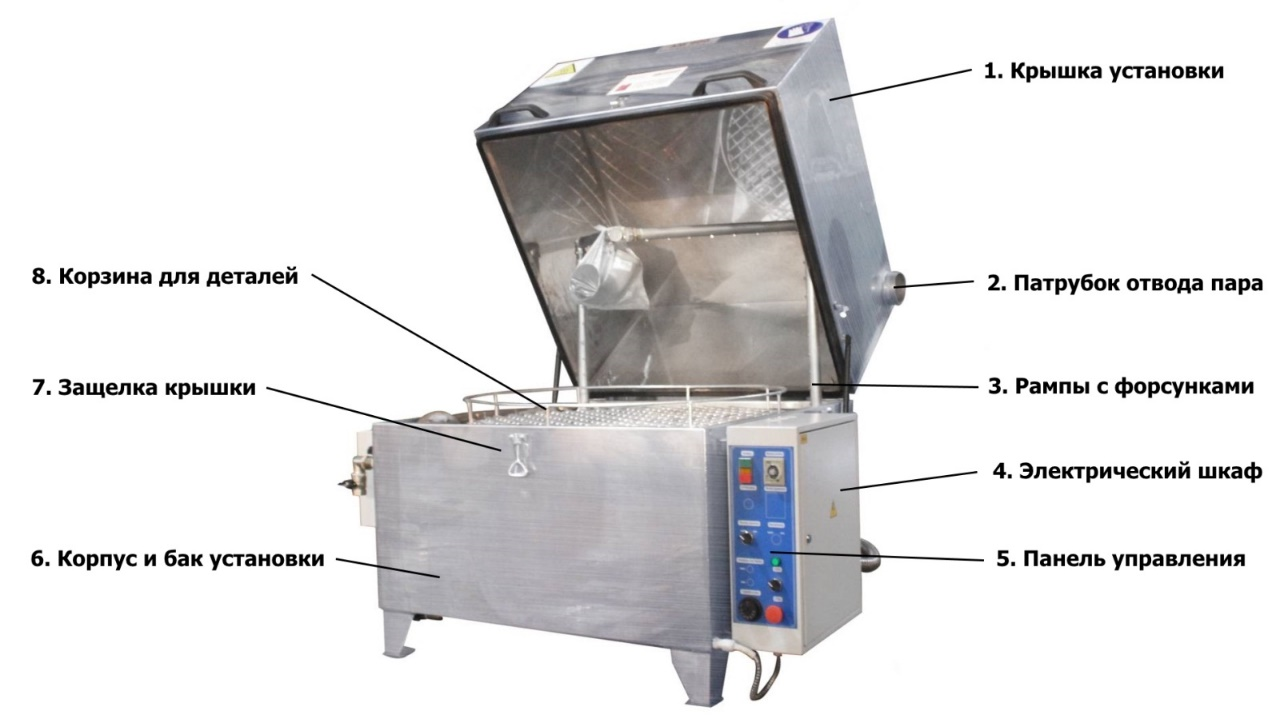 1. Крышка установки
2. Патрубок отвода пара
3. Рампы с форсунками
4. Электрический шкаф
5. Панель управления
6. Корпус и бак установки
7. Защелка крышки
8. Корзина для деталей